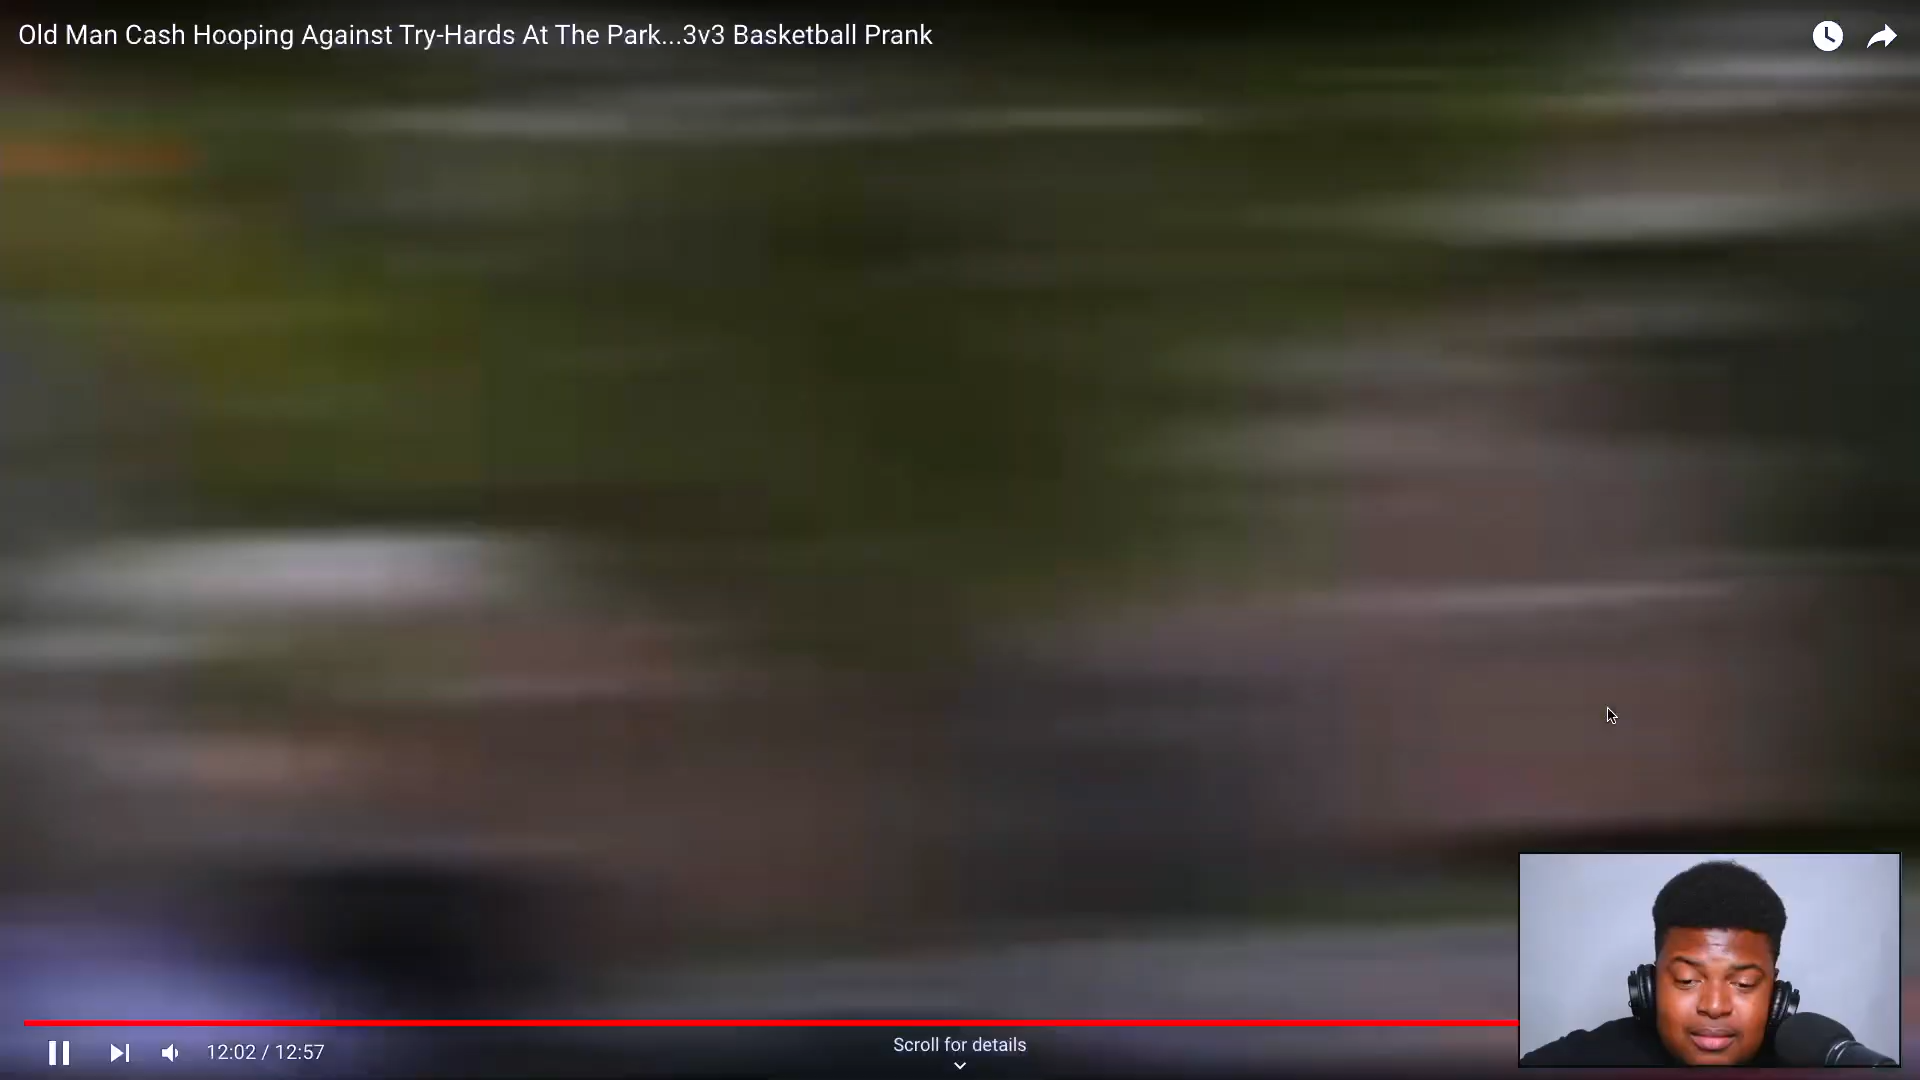 Old Man Cash Hooping Against Try-Hards At The Park...3v3 Basketball Prank
12:02 / 12:57
Scroll for details